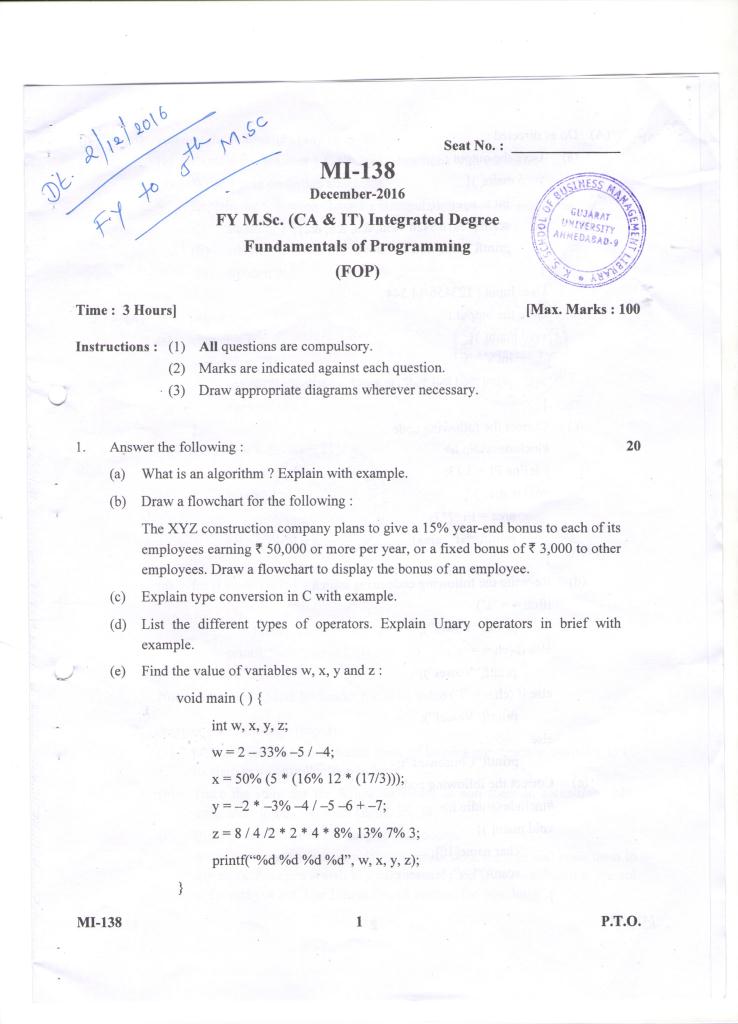 Dt. 2/12/2016
FY to 8th M.SC
Seat No. :
MI-138
December-2016
FY M.Sc. (CA & IT) Integrated Degree
Fundamentals of Programming
(FOP)
K. S. SCHOOL OF BUSINESS MANAGEMENT LIBRARY
GUJARAT
UNIVERSITY
AHMEDABAD-9
Time : 3 Hours]
[Max. Marks : 100
Instructions : (1) All questions are compulsory.
(2) Marks are indicated against each question.
(3) Draw appropriate diagrams wherever necessary.
1. Answer the following : 20
(a) What is an algorithm ? Explain with example.
(b) Draw a flowchart for the following :
The XYZ construction company plans to give a 15% year-end bonus to each of its
employees earning ₹ 50,000 or more per year, or a fixed bonus of ₹ 3,000 to other
employees. Draw a flowchart to display the bonus of an employee.
(c) Explain type conversion in C with example.
(d) List the different types of operators. Explain Unary operators in brief with
example.
(e) Find the value of variables w, x, y and z :
void main ( ) {
int w, x, y, z;
w = 2 – 33% –5 / –4;
x = 50% (5 * (16% 12 * (17/3)));
y = –2 * –3% –4 / –5 –6 + –7;
z = 8 / 4 /2 * 2 * 4 * 8% 13% 7% 3;
printf(“%d %d %d %d”, w, x, y, z);
}
MI-138
1
P.T.O.